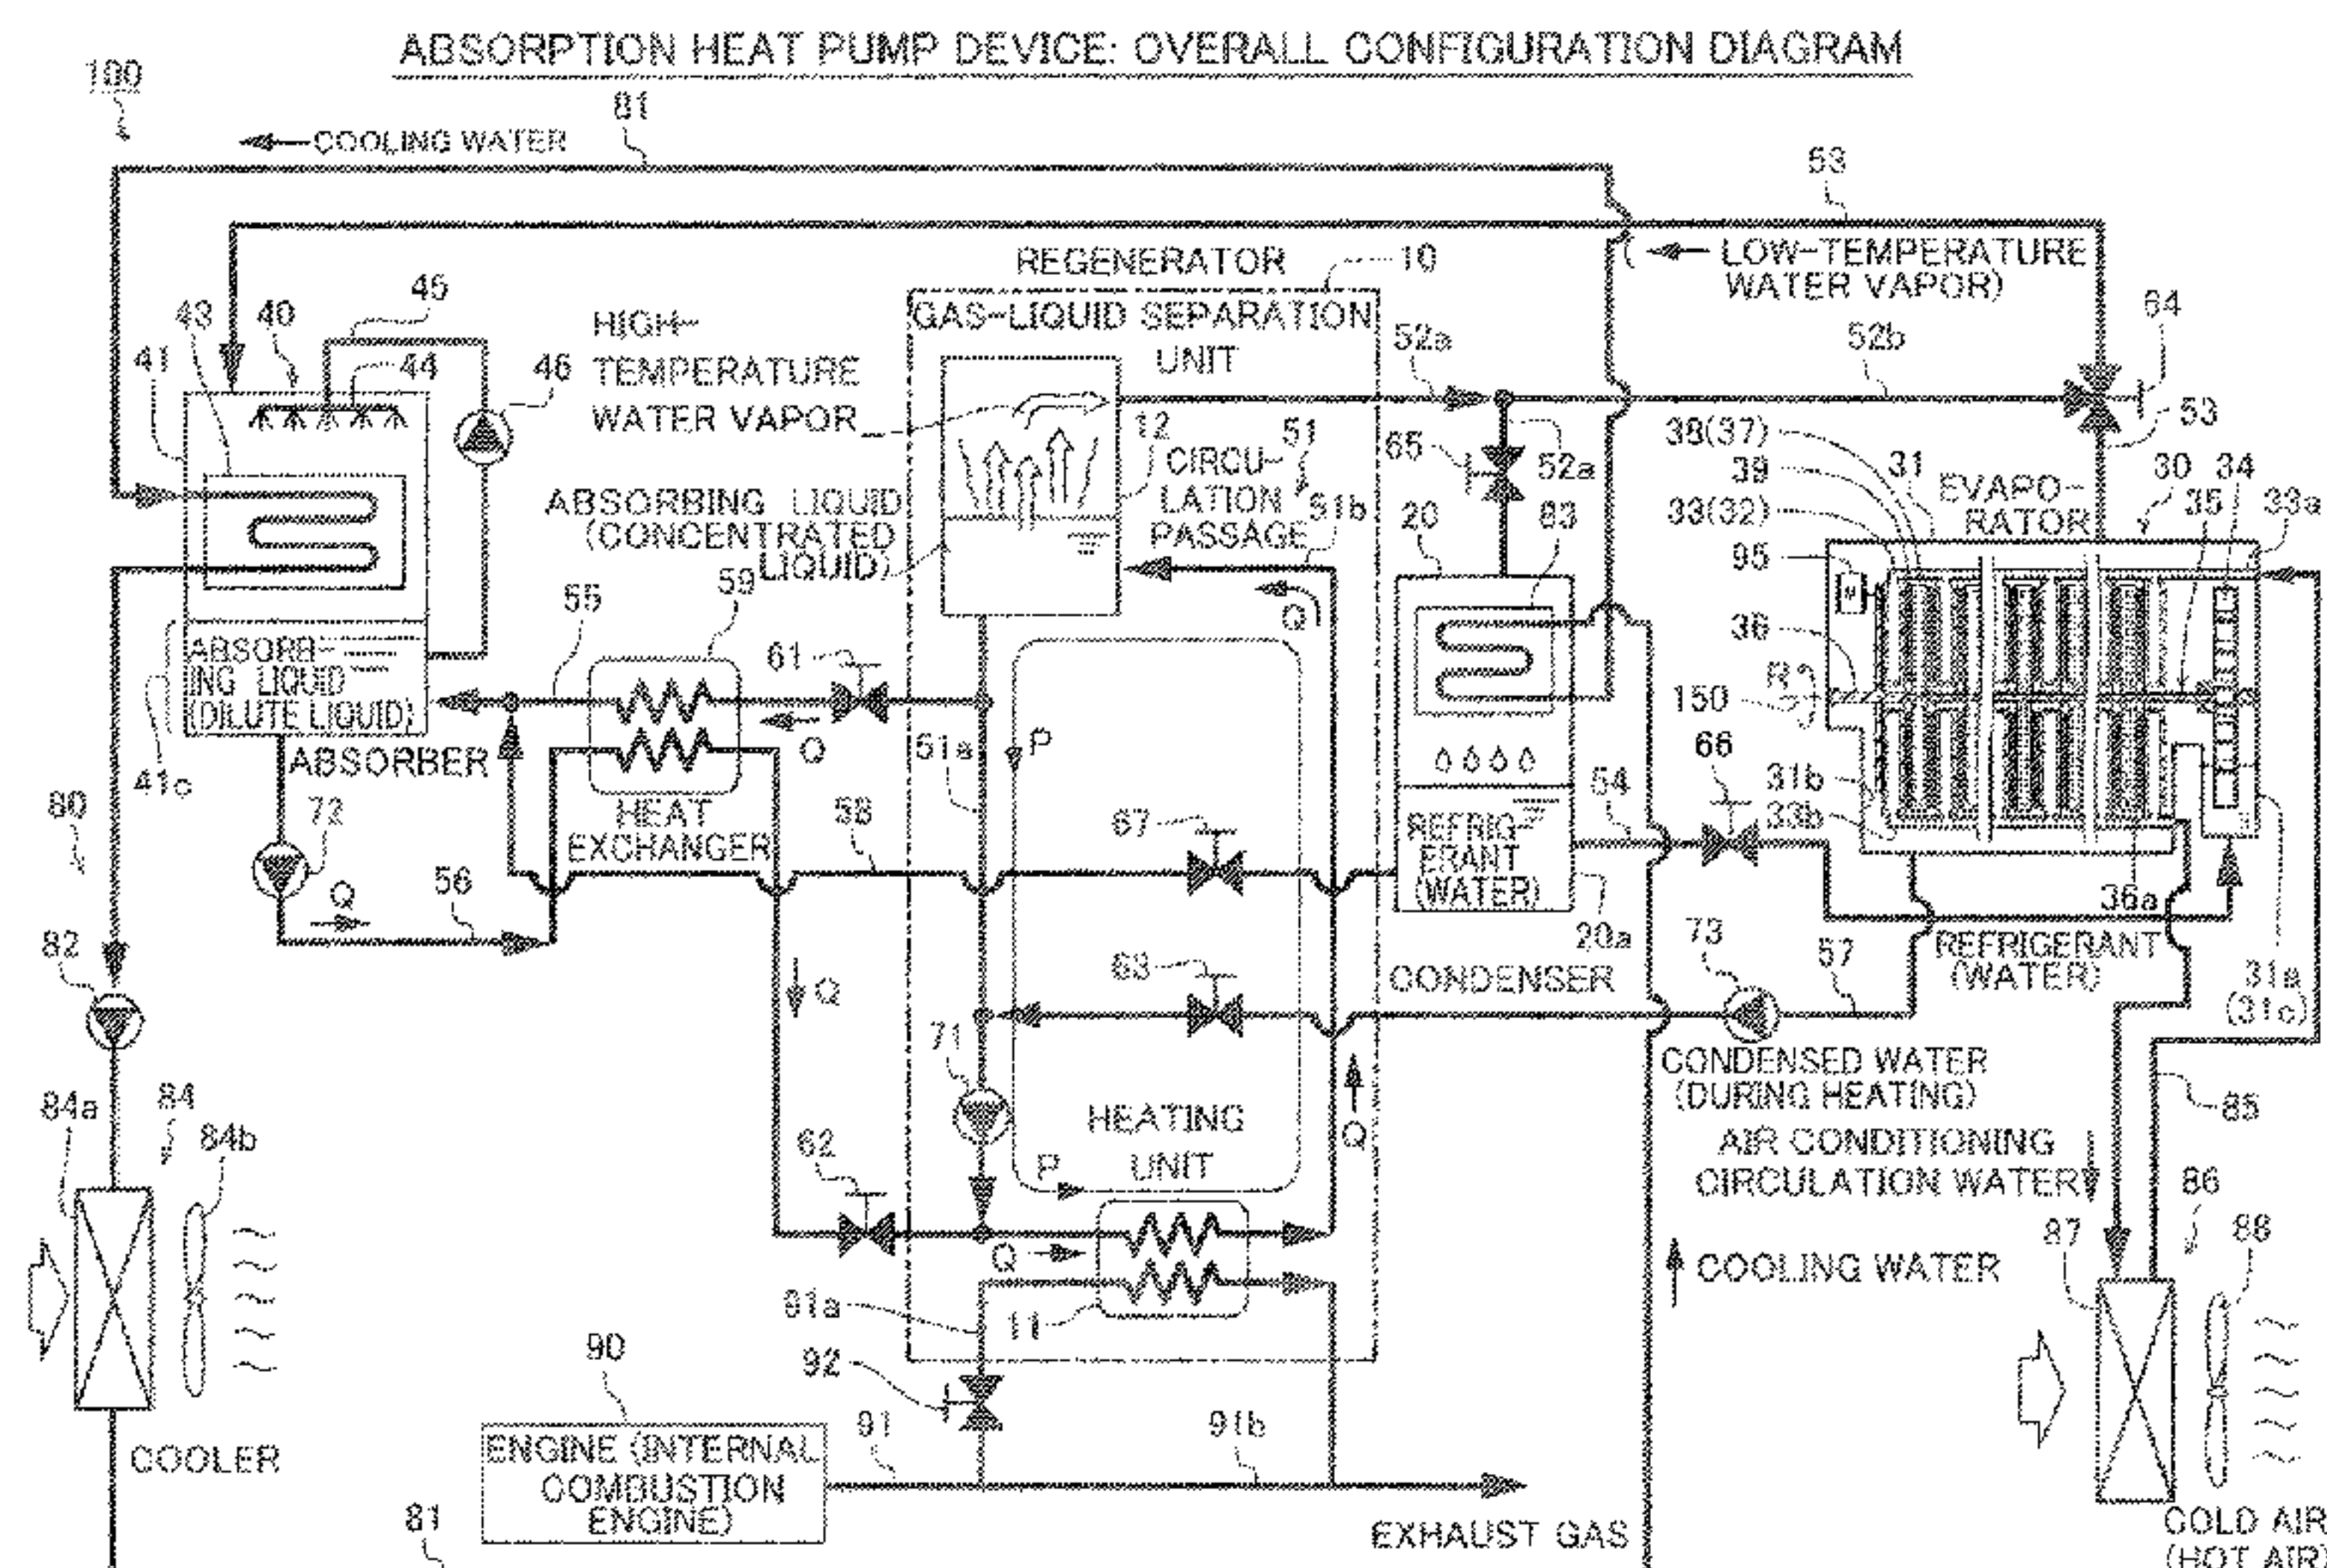 ABSORPTION HEAT PUMP DEVICE: OVERALL CONFIGURATION DIAGRAM
100
81
COOLING WATER
53
REGENERATOR
10
LOW-TEMPERATURE
WATER VAPOR)
GAS-LIQUID SEPARATION
UNIT
45
43
40
HIGH-
TEMPERATURE
WATER VAPOR
41
44
46
52a
52b
64
53
12
51
CIRCU-
LATION
PASSAGE
51b
65
52a
38(37)
39
33(32)
31
EVAPO-
RATOR
30
34
35
33a
ABSORBING LIQUID
(CONCENTRATED
LIQUID)
20
83
95
55
59
61
Q
36
R
150
66
ABSORB-
ING LIQUID
(DILUTE LIQUID)
ABSORBER
41c
Q
51a
P
HEAT
EXCHANGER
58
67
REFRIG-
ERANT
(WATER)
54
31b
33b
36a
80
72
Q
56
82
Q
63
20a
CONDENSER
73
57
REFRIGERANT
(WATER)
31a
(31c)
71
CONDENSED WATER
(DURING HEATING)
84a
84
84b
62
HEATING
UNIT
P
Q
85
AIR CONDITIONING
CIRCULATION WATER
86
87
88
Q
COOLING WATER
91a
11
90
92
91
91b
COOLER
ENGINE (INTERNAL
COMBUSTION
ENGINE)
81
EXHAUST GAS
COLD AIR
(HOT AIR)